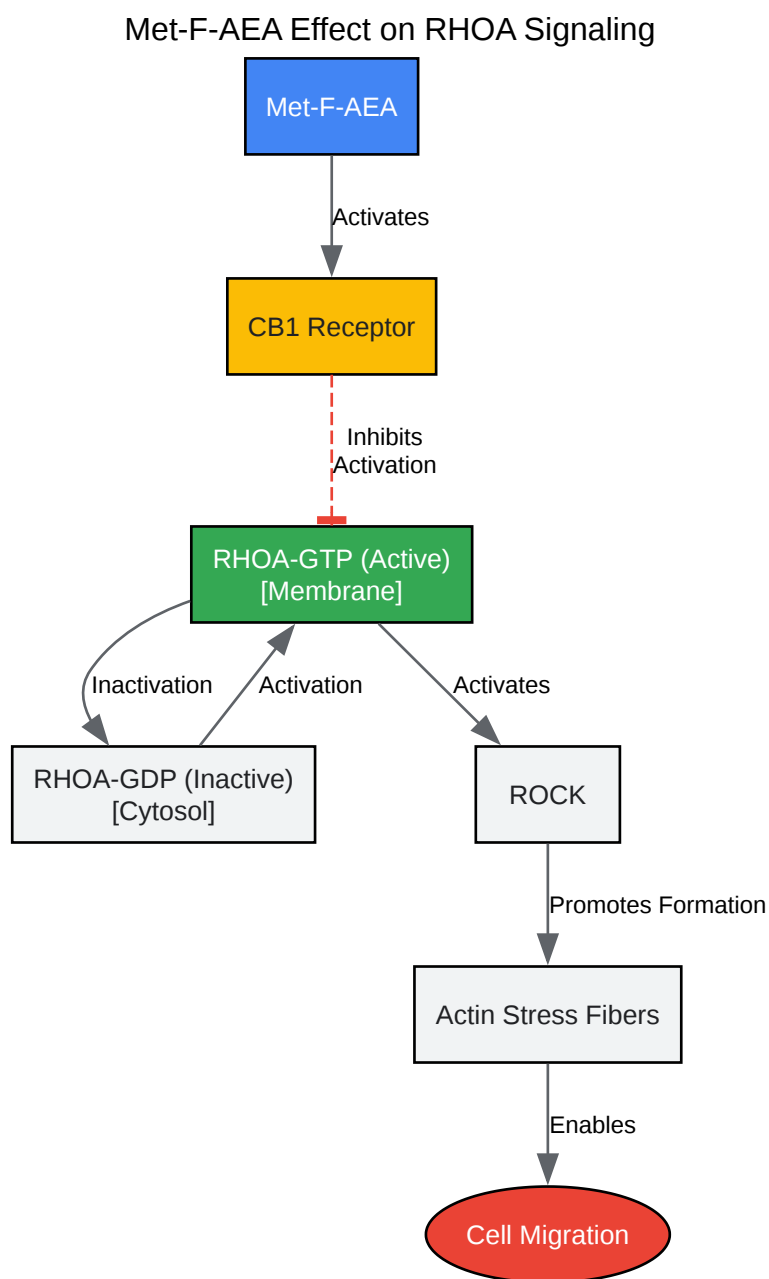 Met-F-AEA Effect on RHOA Signaling
Met-F-AEA
Activates
CB1 Receptor
Inhibits
Activation
RHOA-GTP (Active)
[Membrane]
Inactivation
Activation
Activates
RHOA-GDP (Inactive)
[Cytosol]
ROCK
Promotes Formation
Actin Stress Fibers
Enables
Cell Migration